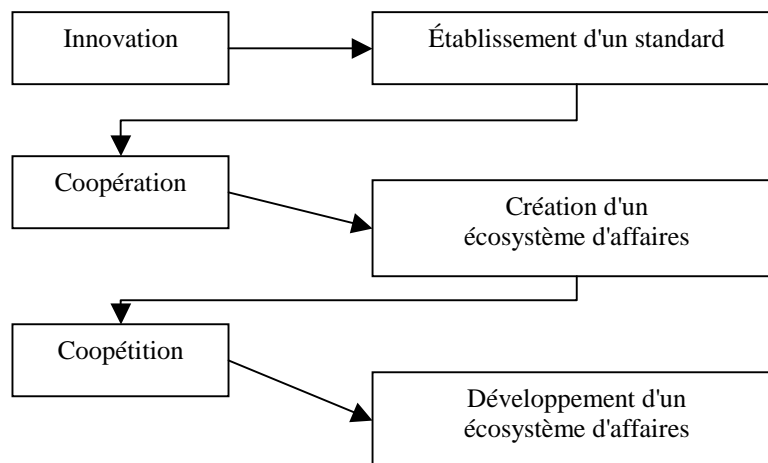 Innovation
Établissement d'un standard
Coopération
Création d'un
écosystème d'affaires
Coopétition
Développement d'un
écosystème d'affaires